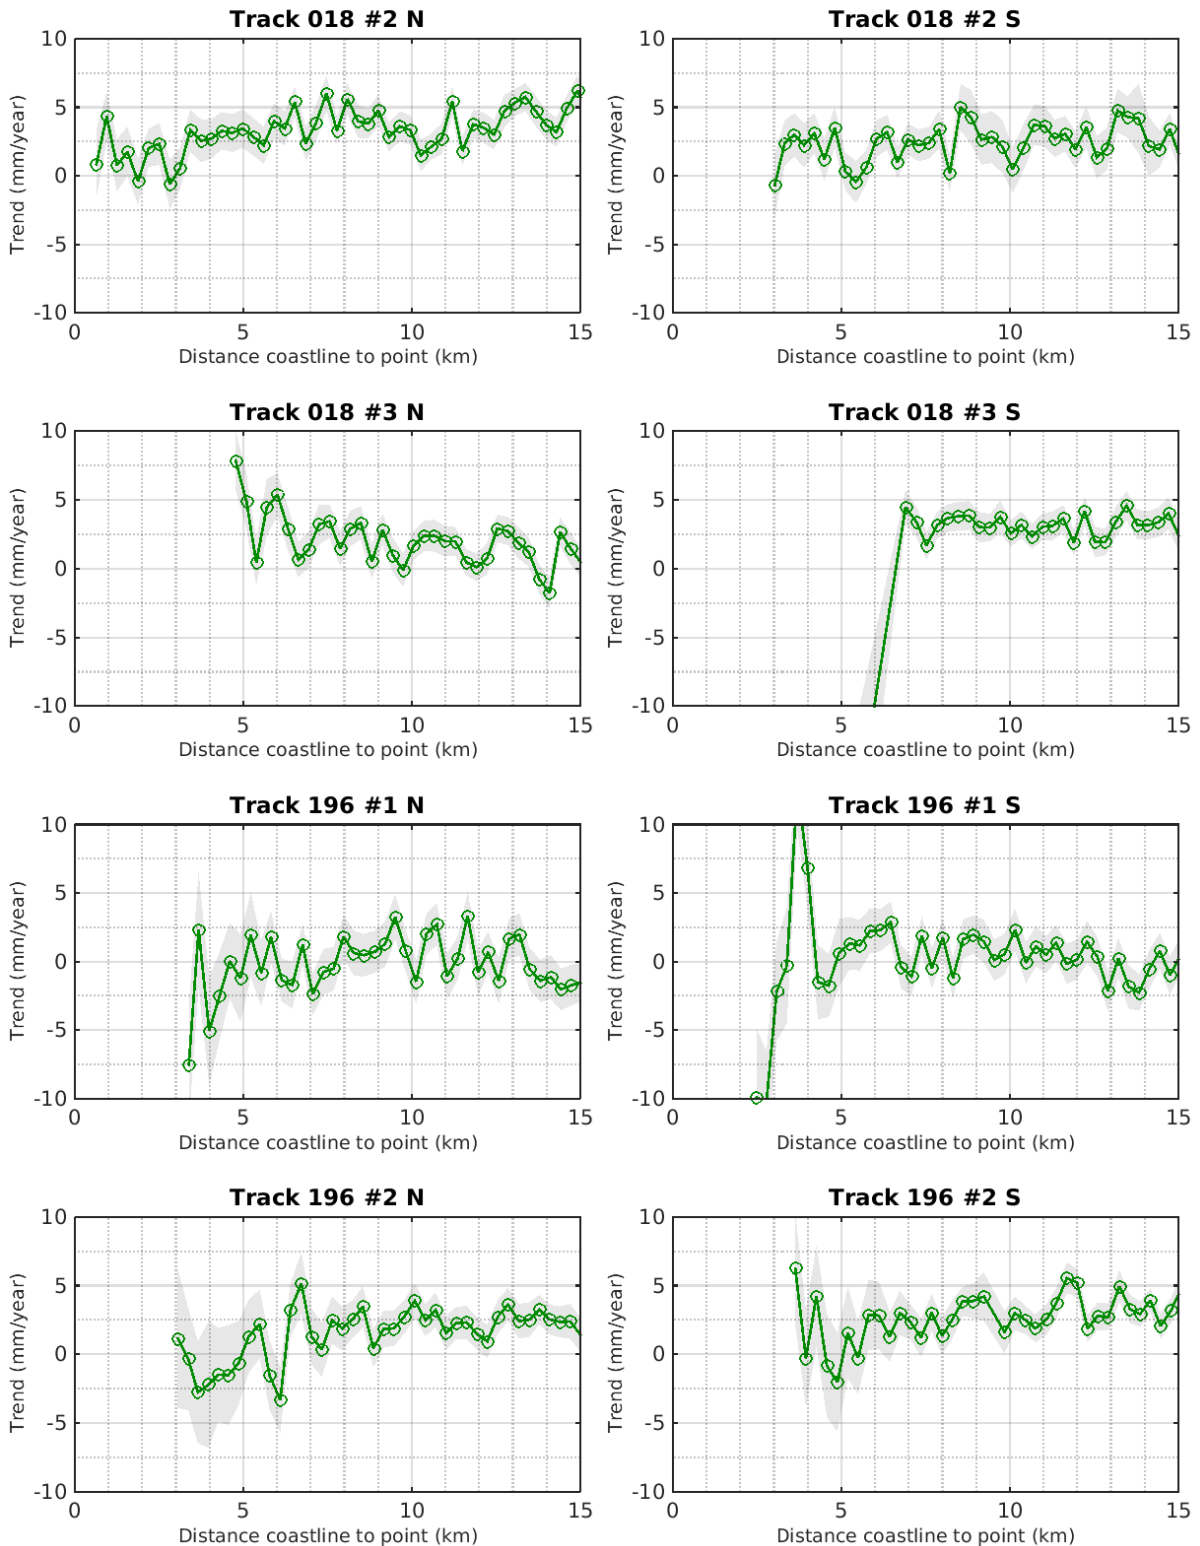 Track 018 #2 N
10
5
0
-5
-10
Trend (mm/year)
0 5 10 15
Distance coastline to point (km)
Track 018 #2 S
10
5
0
-5
-10
Trend (mm/year)
0 5 10 15
Distance coastline to point (km)
Track 018 #3 N
10
5
0
-5
-10
Trend (mm/year)
0 5 10 15
Distance coastline to point (km)
Track 018 #3 S
10
5
0
-5
-10
Trend (mm/year)
0 5 10 15
Distance coastline to point (km)
Track 196 #1 N
10
5
0
-5
-10
Trend (mm/year)
0 5 10 15
Distance coastline to point (km)
Track 196 #1 S
10
5
0
-5
-10
Trend (mm/year)
0 5 10 15
Distance coastline to point (km)
Track 196 #2 N
10
5
0
-5
-10
Trend (mm/year)
0 5 10 15
Distance coastline to point (km)
Track 196 #2 S
10
5
0
-5
-10
Trend (mm/year)
0 5 10 15
Distance coastline to point (km)